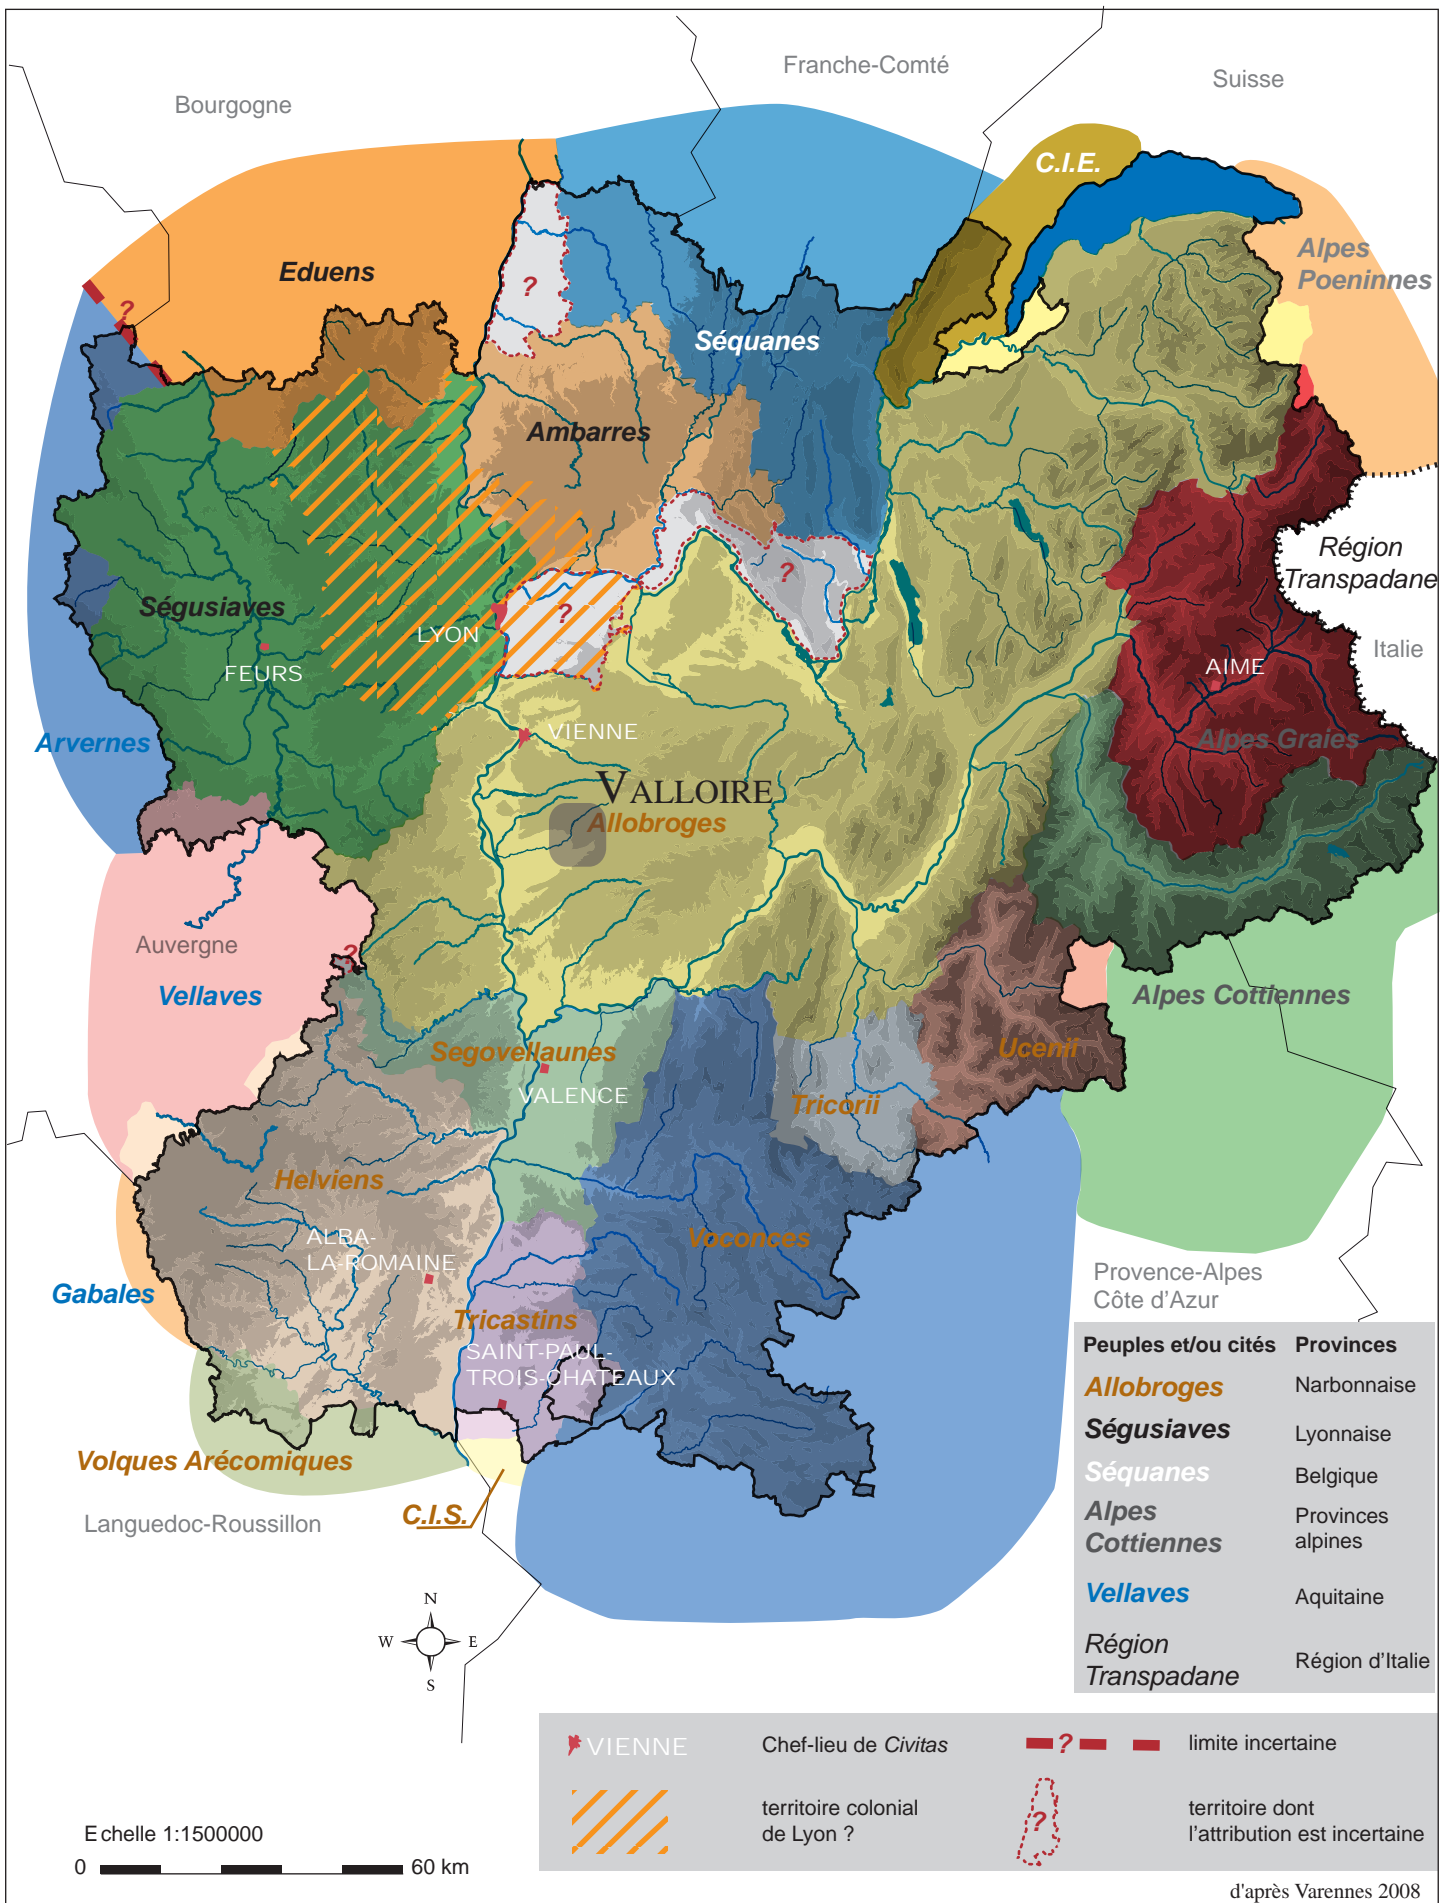 Franche-Comté
Suisse
Bourgogne
C.I.E.
Alpes
Poeninnes
Eduens
?
?
Séquanes
Ambarres
Région
Transpadane
?
Ségusiaves
?
LYON
Italie
FEURS
AIME
Arvernes
VIENNE
Alpes Graies
VALLOIRE
Allobroges
Auvergne
?
Vellaves
Alpes Cottiennes
Segovellaunes
Ucenii
VALENCE
Tricorii
Helviens
ALBA-
LA-ROMAINE
Voconces
Gabales
Provence-Alpes
Côte d'Azur
Tricastins
SAINT-PAUL-
TROIS-CHATEAUX
Volques Arécomiques
C.I.S.
Languedoc-Roussillon
Peuples et/ou cités Provinces
Allobroges Narbonnaise
Ségusiaves Lyonnaise
Séquanes Belgique
Alpes
Cottiennes
Provinces
alpines
Vellaves Aquitaine
Région
Transpadane
Région d'Italie
N
W E
S
VIENNE Chef-lieu de Civitas
? limite incertaine
territoire colonial
de Lyon ?
?
territoire dont
l'attribution est incertaine
Echelle 1:1500000
0 60 km
d'après Varennes 2008